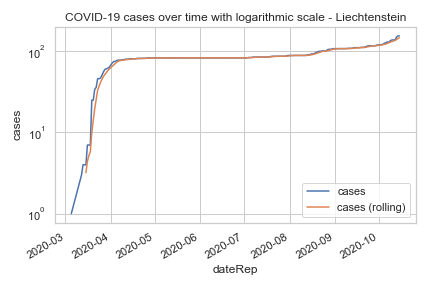 COVID-19 cases over time with logarithmic scale - Liechtenstein
cases
10²
10¹
10⁰
2020-03
2020-04
2020-05
2020-06
2020-07
2020-08
2020-09
2020-10
dateRep
cases
cases (rolling)